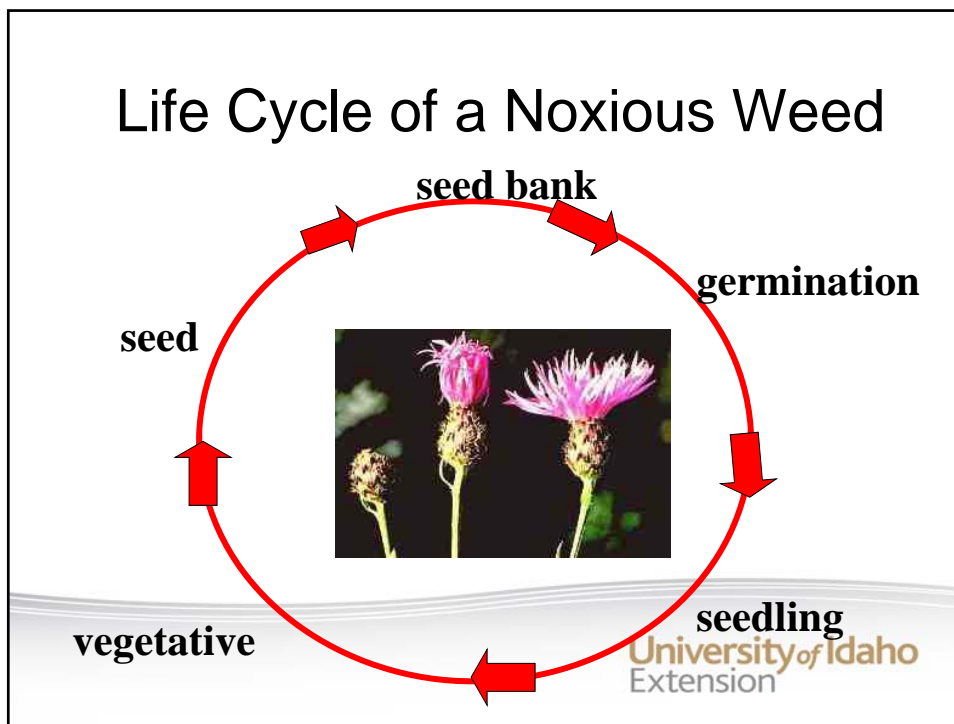 Life Cycle of a Noxious Weed
seed bank
germination
seed
seedling
vegetative
University of Idaho
Extension